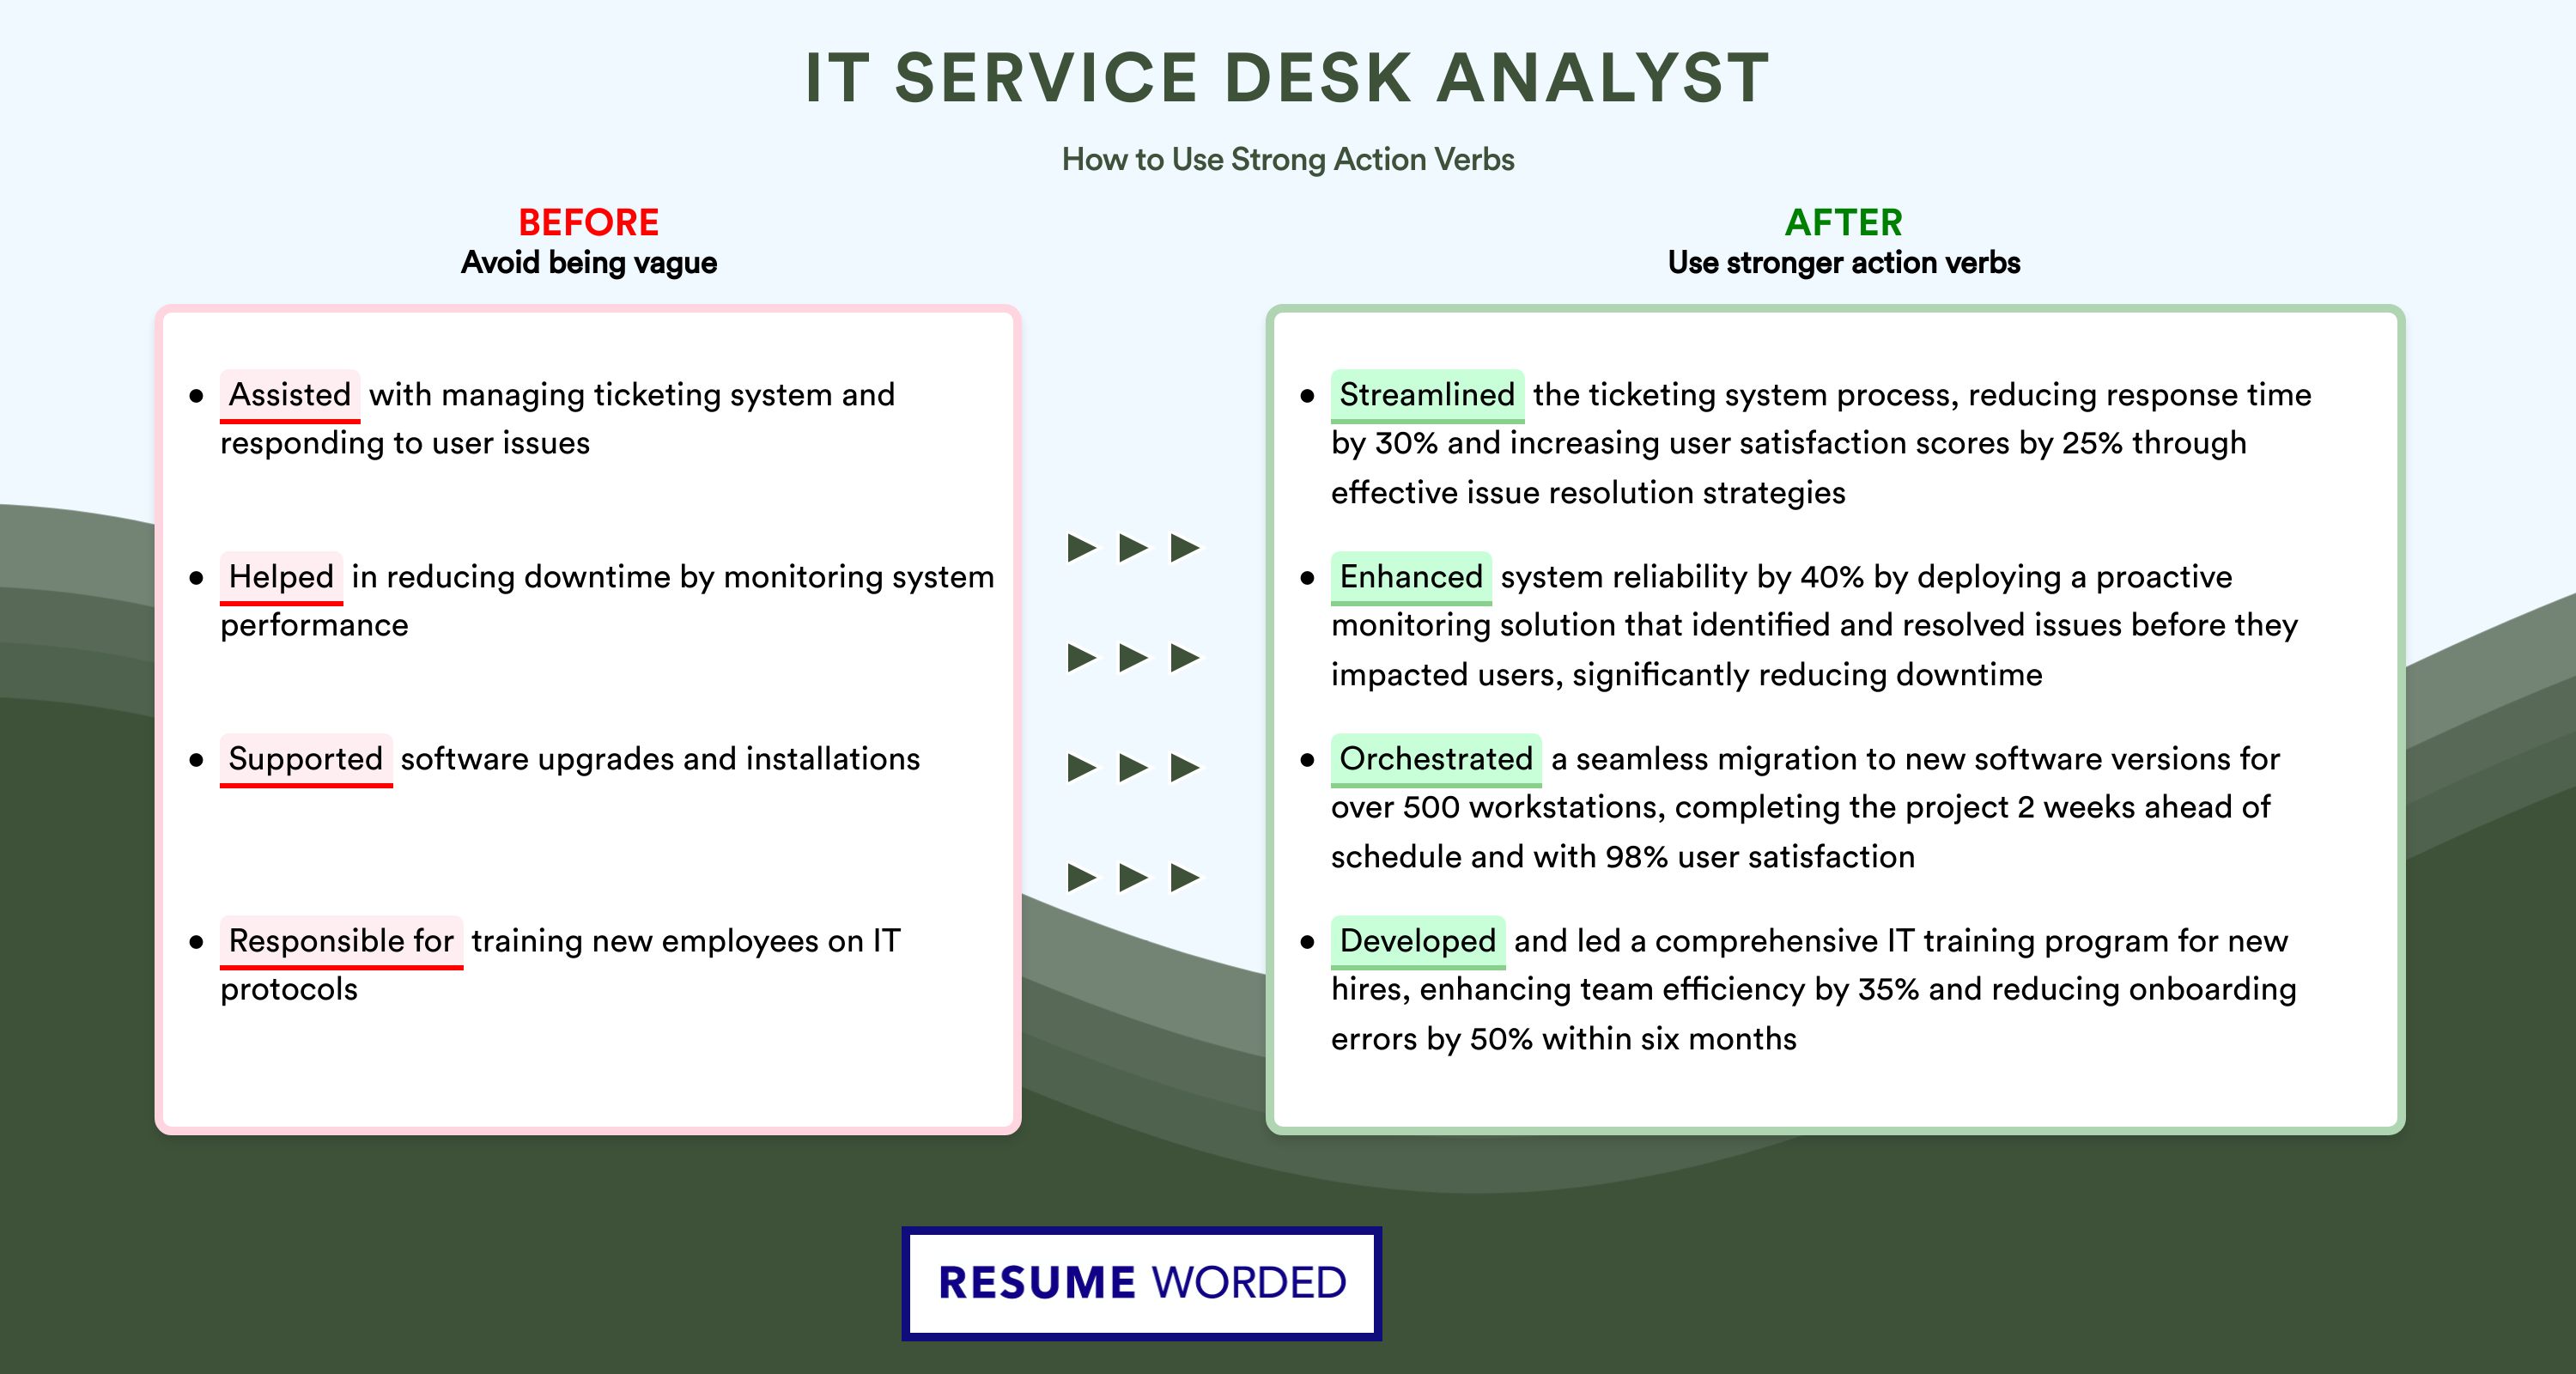 IT SERVICE DESK ANALYST
How to Use Strong Action Verbs
BEFORE
Avoid being vague
• Assisted with managing ticketing system and
responding to user issues
• Helped in reducing downtime by monitoring system
performance
• Supported software upgrades and installations
• Responsible for training new employees on IT
protocols
AFTER
Use stronger action verbs
• Streamlined the ticketing system process, reducing response time
by 30% and increasing user satisfaction scores by 25% through
effective issue resolution strategies
• Enhanced system reliability by 40% by deploying a proactive
monitoring solution that identified and resolved issues before they
impacted users, significantly reducing downtime
• Orchestrated a seamless migration to new software versions for
over 500 workstations, completing the project 2 weeks ahead of
schedule and with 98% user satisfaction
• Developed and led a comprehensive IT training program for new
hires, enhancing team efficiency by 35% and reducing onboarding
errors by 50% within six months
RESUME WORDED